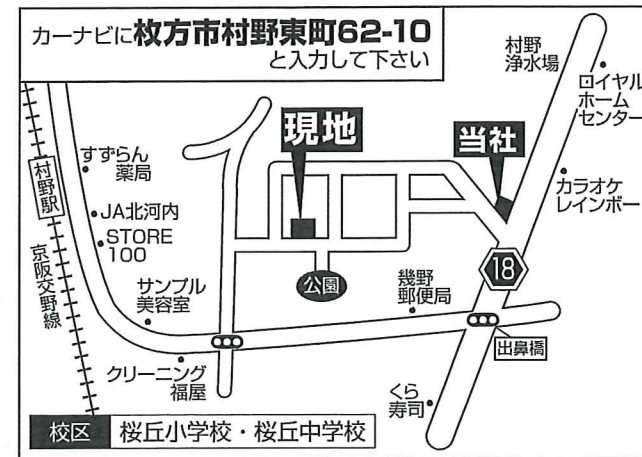 カーナビに枚方市村野東町62-10
と入力して下さい
村野
浄水場
ロイヤル
ホーム
センター
現地
当社
すずらん
薬局
村野駅
JA北河内
STORE
100
カラオケ
レインボー
京阪交野線
18
公園
サンプル
美容室
幾野
郵便局
出鼻橋
クリーニング
福屋
くら
寿司
校区 桜丘小学校・桜丘中学校